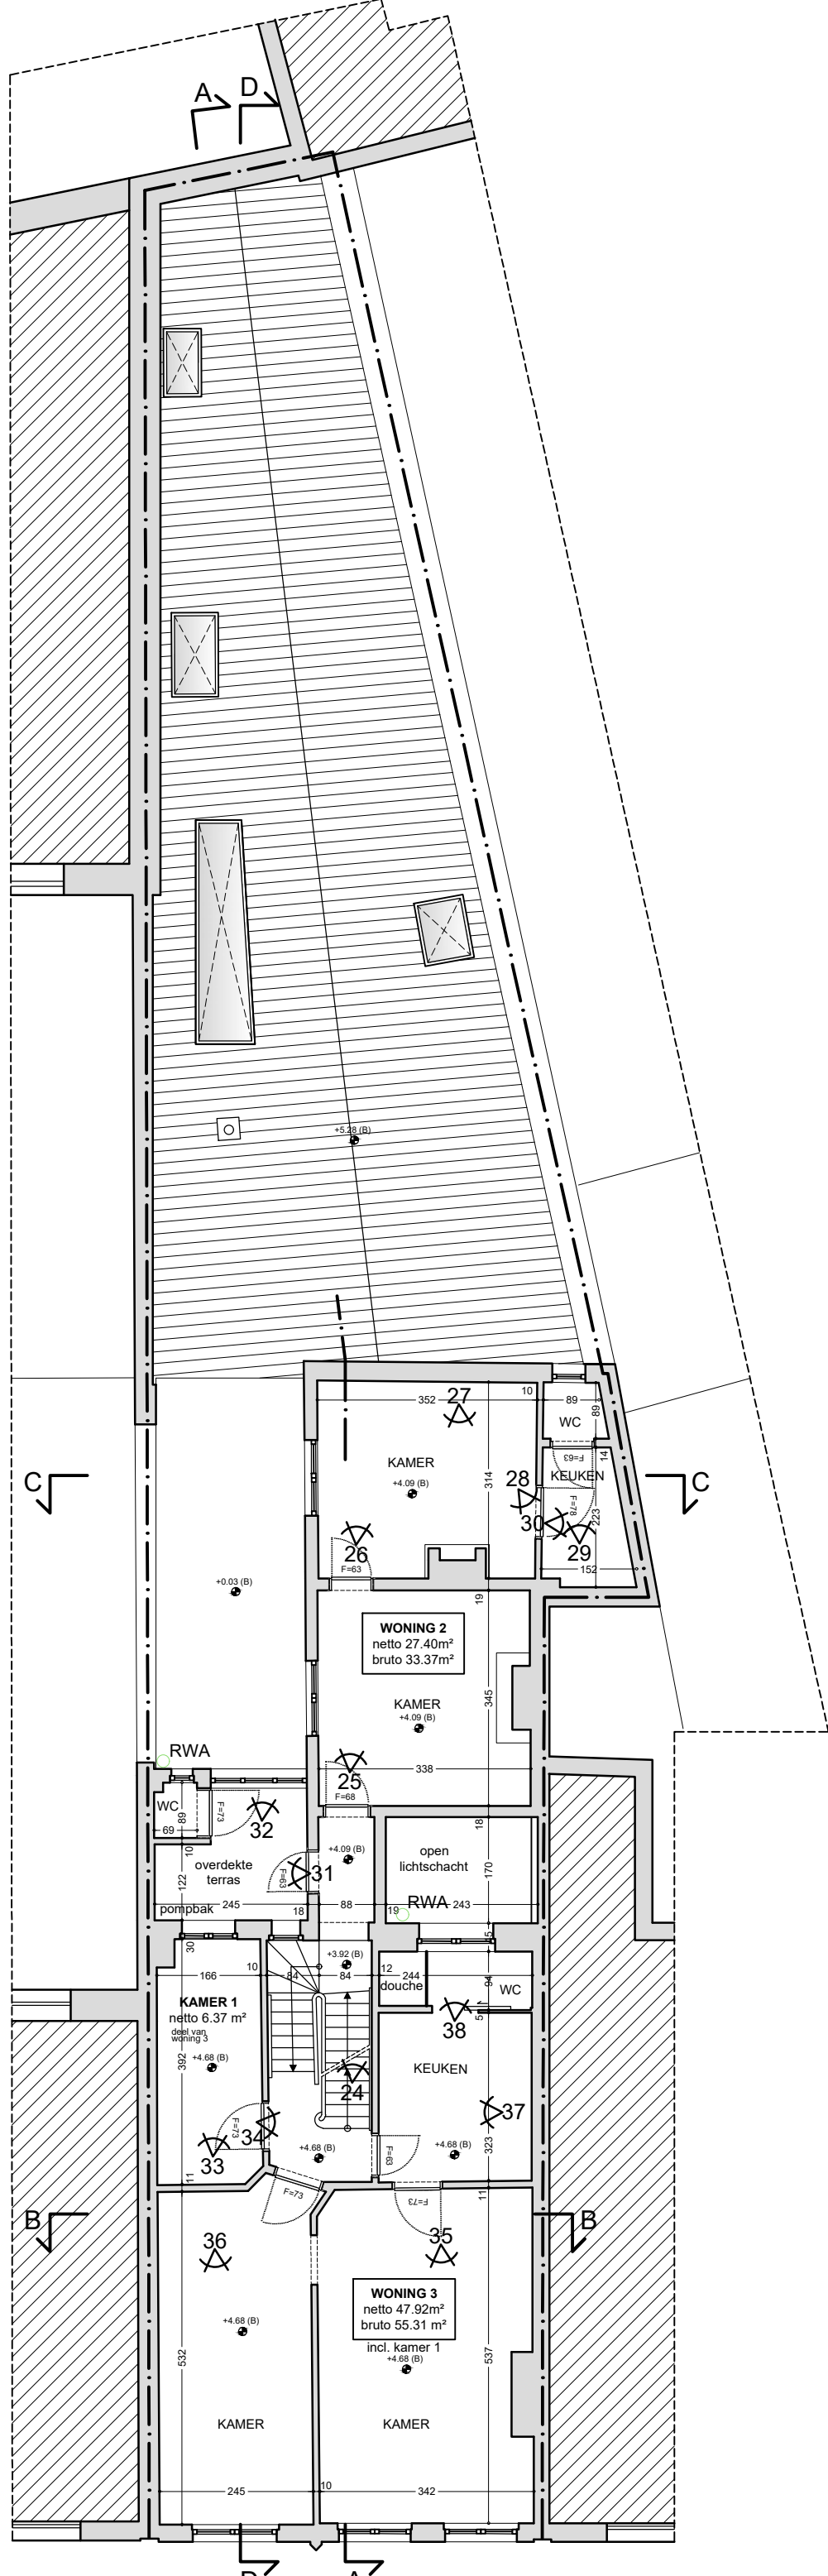 A
D
+5.28 (B)
352
10
27
89
89
WC
14
F=63
KAMER
+4.09 (B)
314
28
KEUKEN
F=78
223
30
29
152
C
C
26
F=63
+0.03 (B)
19
WONING 2
netto 27.40m²
bruto 33.37m²
KAMER
+4.09 (B)
345
RWA
25
338
F=68
WC
89
69
F=73
32
10
18
+4.09 (B)
open
lichtschacht
170
overdekte
terras
122
F=63
31
pompbak
245
18
88
19
RWA
243
30
15
+3.92 (B)
166
10
84
84
12
244
94
douche
WC
KAMER 1
netto 6.37 m²
deel van
woning 3
392
+4.68 (B)
38
KEUKEN
24
37
F=73
34
33
11
+4.68 (B)
F=63
+4.68 (B)
323
F=73
F=73
11
B
B
36
35
WONING 3
netto 47.92m²
bruto 55.31 m²
incl. kamer 1
+4.68 (B)
+4.68 (B)
532
537
KAMER
KAMER
245
10
342
D
A